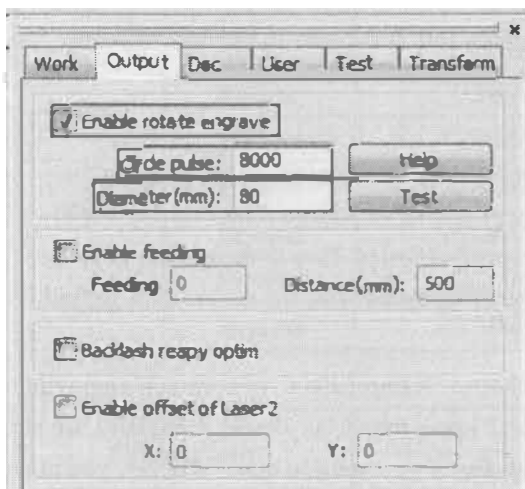 Work Output Doc User Test Transform
Enable rotate engrave
Circle pulse: 8000 Help
Diameter(mm): 80 Test
Enable feeding
Feeding 0 Distance(mm): 500
Backlash reapy optim
Enable offset of Laser2
X: 0 Y: 0